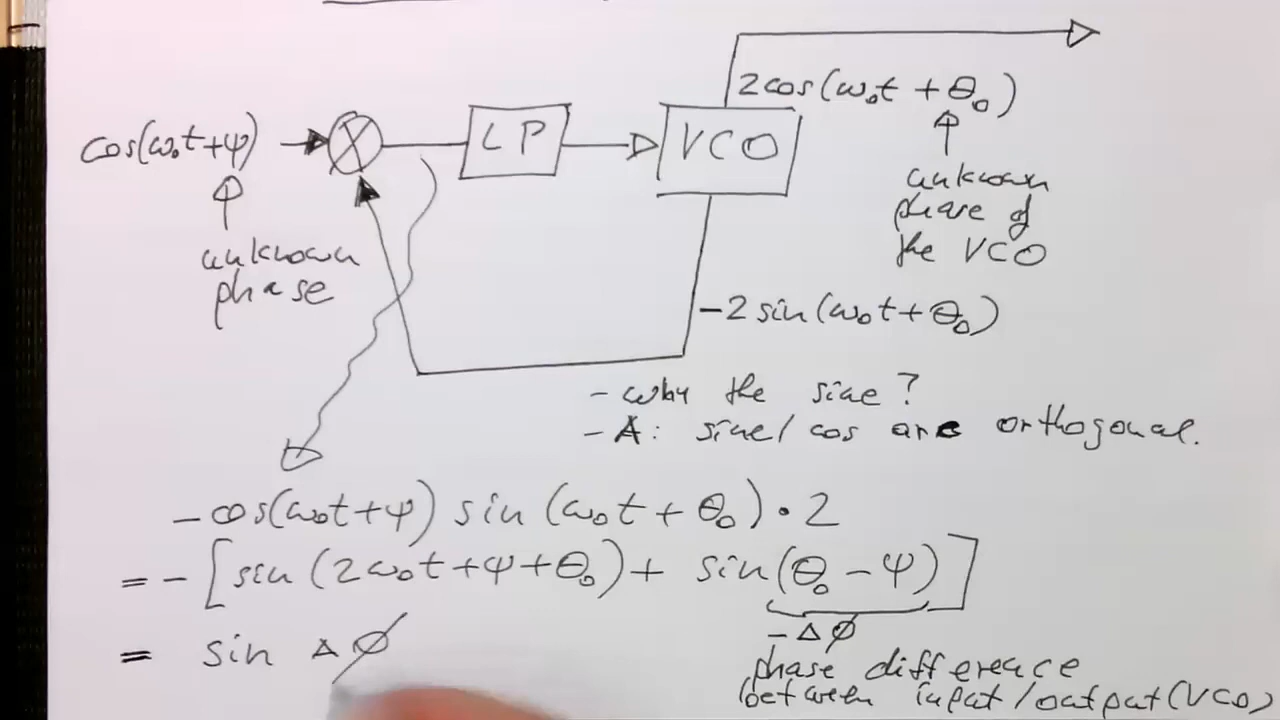 2cos(ω₀t + θ₀)
cos(ω₀t+ψ)
LP
VCO
unknown
phase of
the VCO
unknown
phase
-2 sin(ω₀t+θ₀)
- why the sine?
- A: sine/cos are orthogonal.
-cos(ω₀t+ψ) sin(ω₀t + θ₀)·2
= -[sin(2ω₀t+ψ+θ₀)+ sin(θ₀-ψ)]
-Δϕ
= sin Δϕ
phase difference
between input/output(VCO)